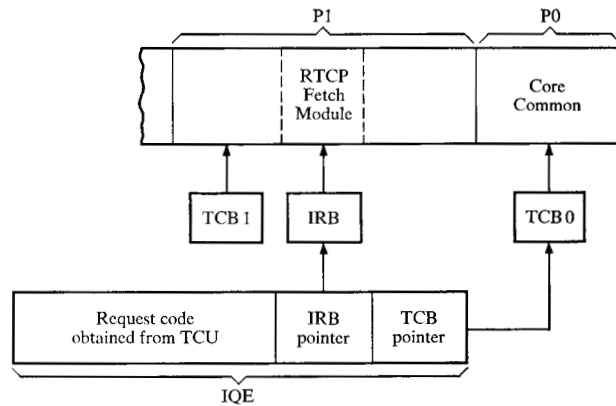 P1
P0
RTCP
Fetch
Module
Core
Common
TCB 1
IRB
TCB 0
Request code
obtained from TCU
IRB
pointer
TCB
pointer
IQE